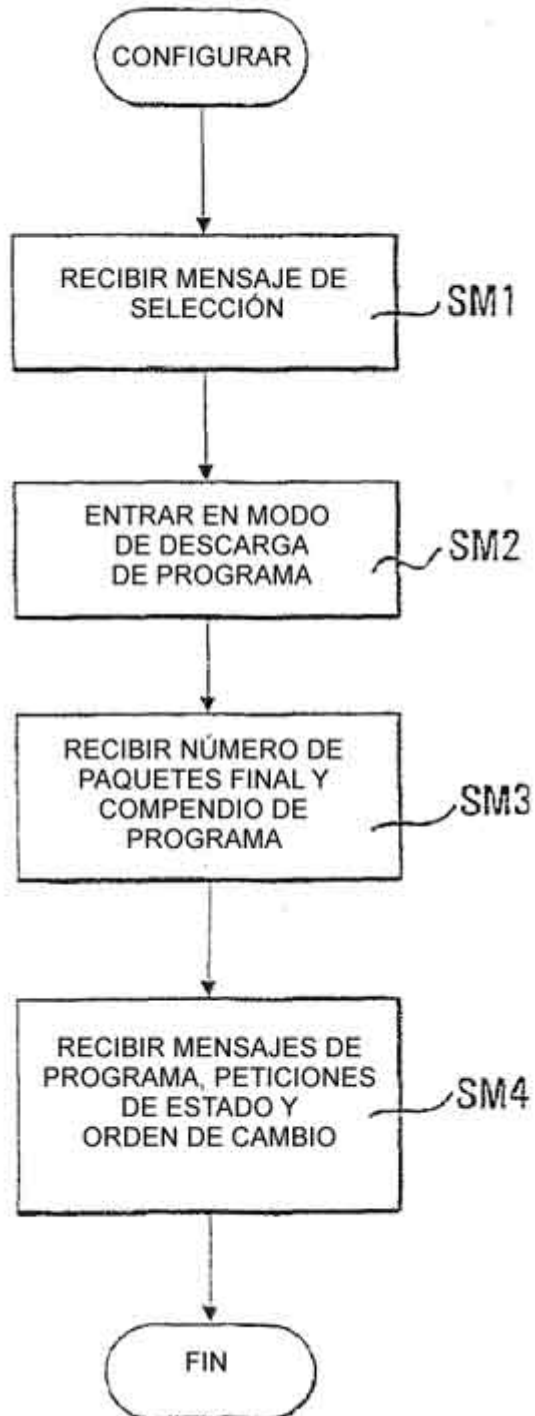 CONFIGURAR
RECIBIR MENSAJE DE
SELECCIÓN
SM1
ENTRAR EN MODO
DE DESCARGA
DE PROGRAMA
SM2
RECIBIR NÚMERO DE
PAQUETES FINAL Y
COMPENDIO DE
PROGRAMA
SM3
RECIBIR MENSAJES DE
PROGRAMA, PETICIONES
DE ESTADO Y
ORDEN DE CAMBIO
SM4
FIN